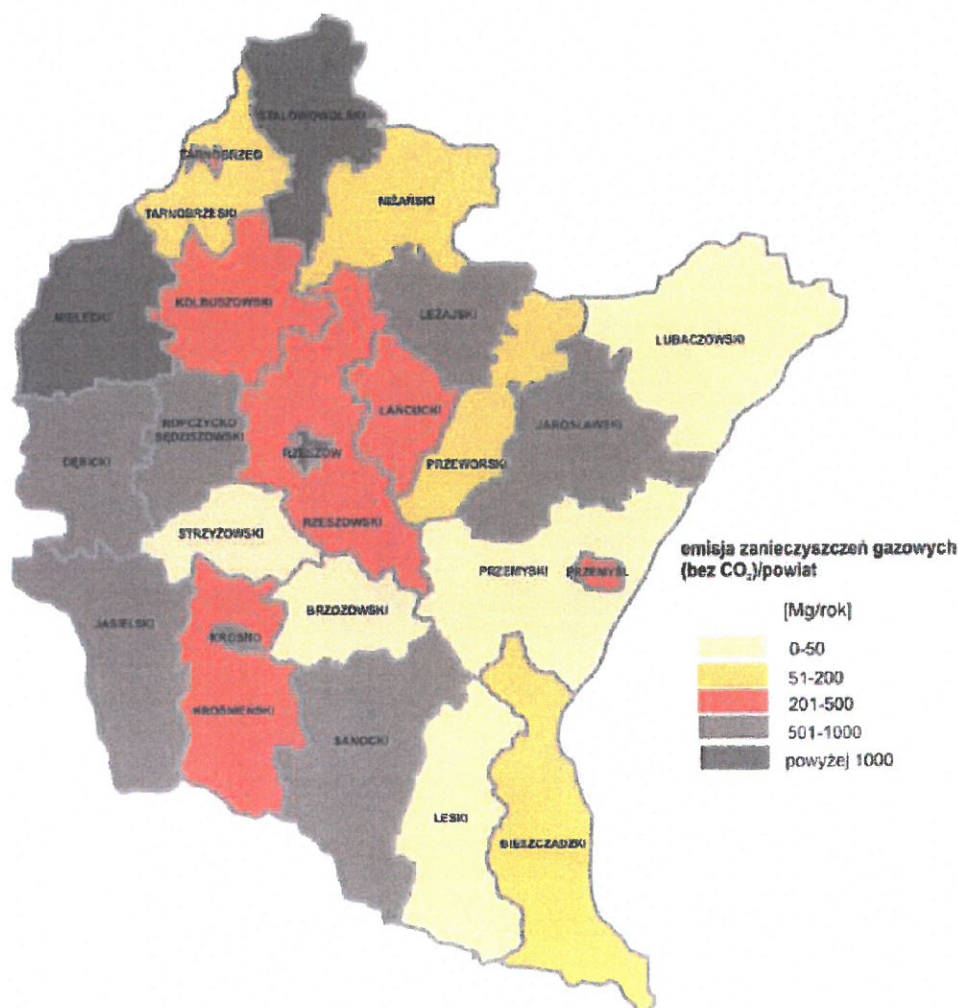 STALOWOWOLSKI
TARNOBRZEG
TARNOBRZESKI
NIŻAŃSKI
MIELECKI
KOLBUSZOWSKI
LEŻAJSKI
LUBACZOWSKI
ROPCZYCKO
SĘDZISZOWSKI
DĘBICKI
RZESZÓW
ŁAŃCUCKI
JAROSŁAWSKI
PRZEWORSKI
STRZYŻOWSKI
RZESZOWSKI
PRZEMYSKI
PRZEMYŚL
JASIELSKI
KROSNO
BRZOZOWSKI
KROŚNIEŃSKI
SANOCKI
LESKI
BIESZCZADZKI
emisja zanieczyszczeń gazowych
(bez CO₂)/powiat
[Mg/rok]
0-50
51-200
201-500
501-1000
powyżej 1000